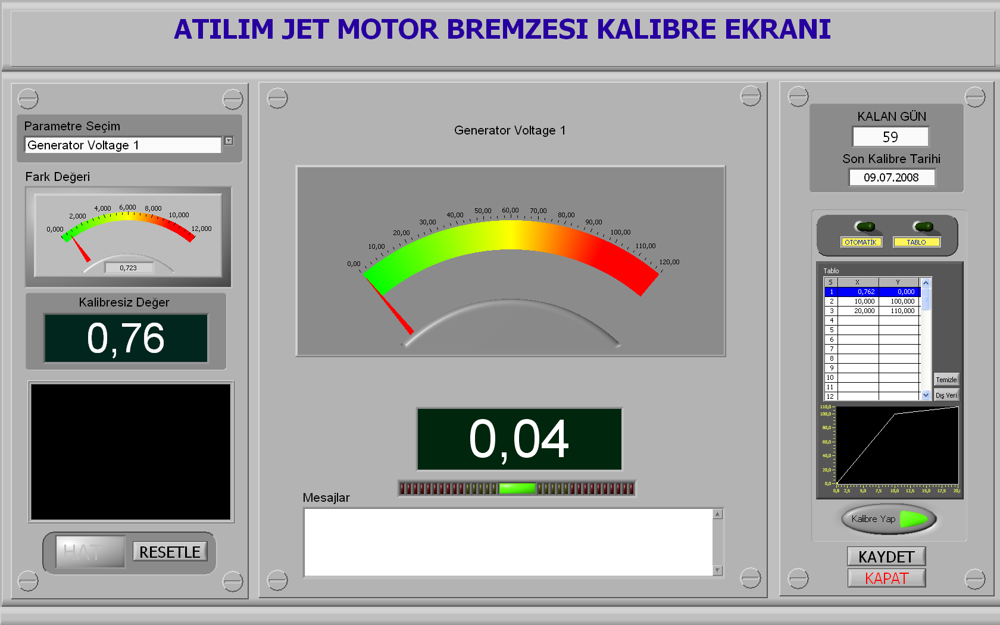 ATILIM JET MOTOR BREMZESI KALIBRE EKRANI
Parametre Seçim
Generator Voltage 1
Fark Değeri
0,000 2,000 4,000 6,000 8,000 10,000 12,000
0,723
Kalibresiz Değer
0,76
HAT
RESETLE
Generator Voltage 1
0,00 10,00 20,00 30,00 40,00 50,00 60,00 70,00 80,00 90,00 100,00 110,00 120,00
0,04
Mesajlar
KALAN GÜN
59
Son Kalibre Tarihi
09.07.2008
OTOMATİK TABLO
Tablo
S X Y
1 0,762 0,000
2 10,000 100,000
3 20,000 110,000
4
5
6
7
8
9
10
11
12
Temizle
Dış Veri
110,0
100,0
80,0
60,0
40,0
20,0
0,0
0,8 2,5 5,0 7,5 10,0 12,5 15,0 17,5 20,
Kalibre Yap
KAYDET
KAPAT